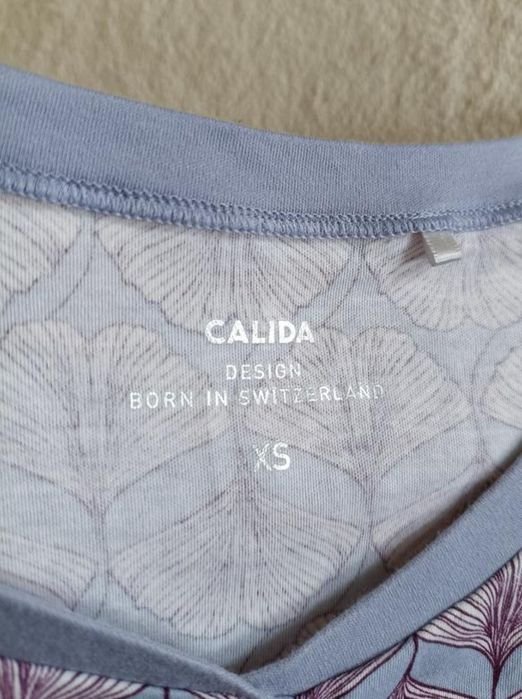 CALIDA
DESIGN
BORN IN SWITZERLAND
XS